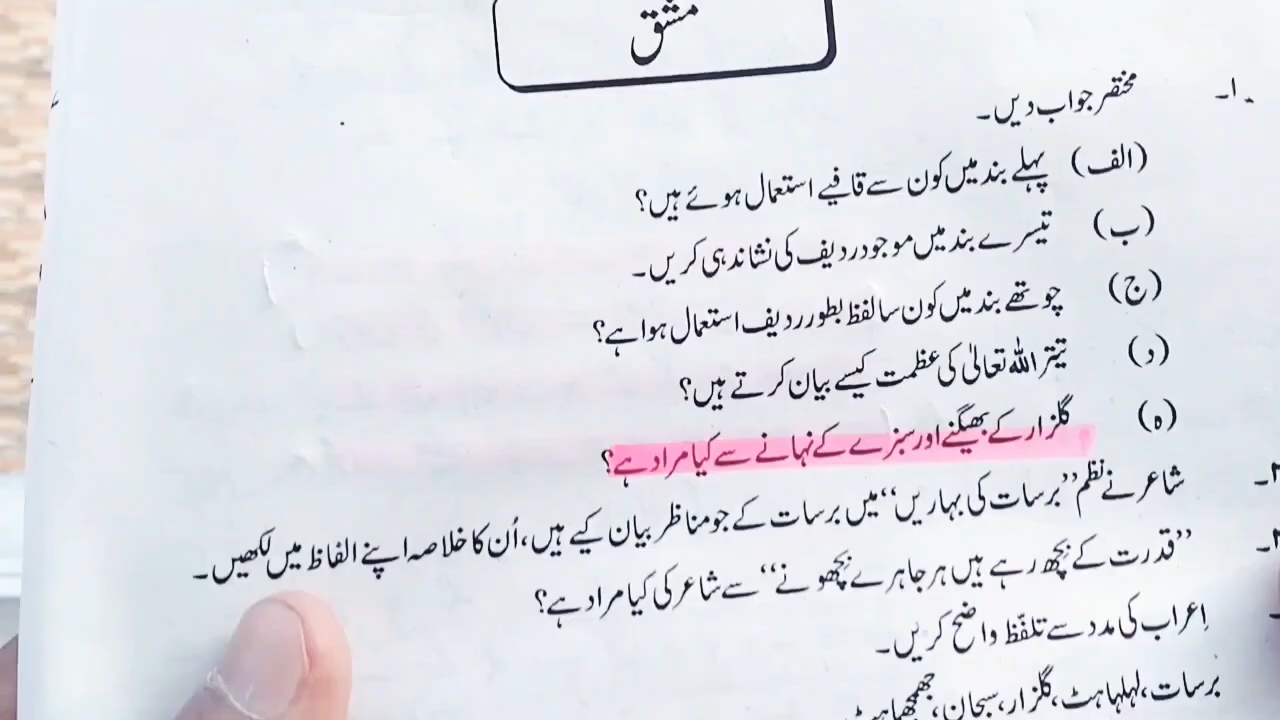 مشق
۱۔ مختصر جواب دیں۔
(الف) پہلے بند میں کون سے قافیے استعمال ہوئے ہیں؟
(ب) تیسرے بند میں موجود ردیف کی نشاندہی کریں۔
(ج) چوتھے بند میں کون سا لفظ بطور ردیف استعمال ہوا ہے؟
(د) تیتر اللہ تعالیٰ کی عظمت کیسے بیان کرتے ہیں؟
(ہ) گلزار کے بھیگنے اور سبزے کے نہانے سے کیا مراد ہے؟
شاعر نے نظم ”برسات کی بہاریں“ میں برسات کے جو مناظر بیان کیے ہیں، اُن کا خلاصہ اپنے الفاظ میں لکھیں۔
”قدرت کے بچھ رہے ہیں ہر جا ہرے بچھونے“ سے شاعر کی کیا مراد ہے؟
اِعراب کی مدد سے تلفّظ واضح کریں۔
برسات، لہلہاہٹ، گلزار، سبحان،